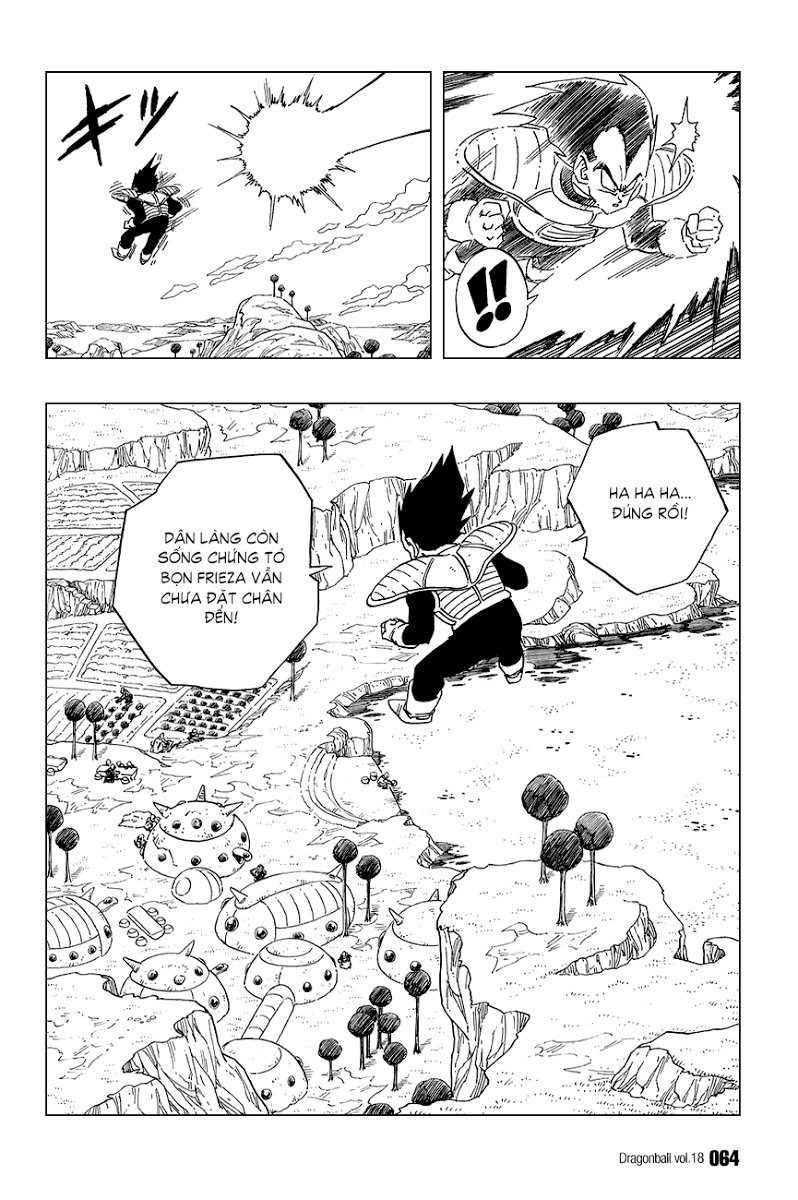 !!
キッ
HA HA HA...
ĐÚNG RỒI!
DÂN LÀNG CÒN
SỐNG CHỨNG TỎ
BỌN FRIEZA VẪN
CHƯA ĐẶT CHÂN
ĐẾN!
Dragonball vol.18 064